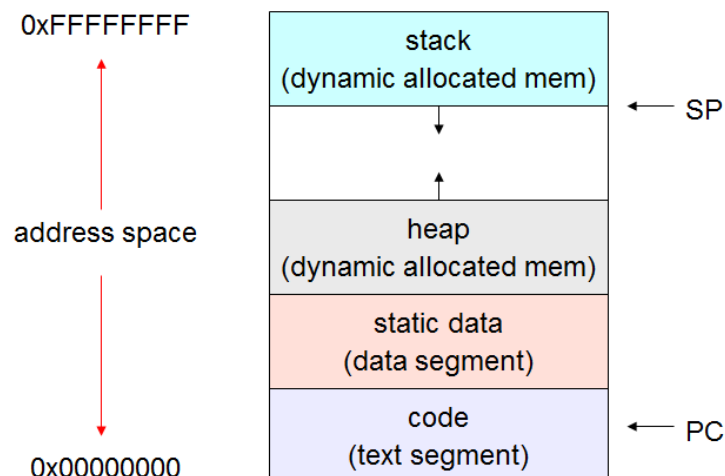 0xFFFFFFFF
stack
(dynamic allocated mem)
SP
address space
heap
(dynamic allocated mem)
static data
(data segment)
code
(text segment)
PC
0x00000000